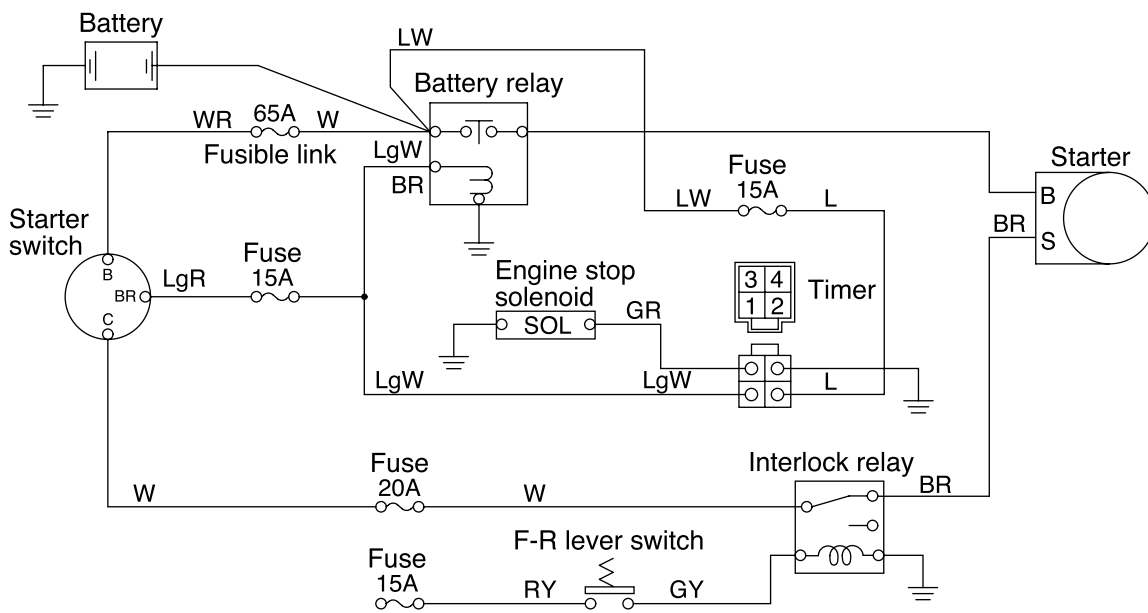 Battery
LW
Battery relay
WR
65A
W
Fusible link
LgW
BR
Fuse
15A
LW
L
Starter
B
BR
S
Starter
switch
B
BR
C
LgR
Fuse
15A
Engine stop
solenoid
SOL
GR
3 4
1 2
Timer
LgW
LgW
L
W
Fuse
20A
W
Interlock relay
BR
F-R lever switch
Fuse
15A
RY
GY